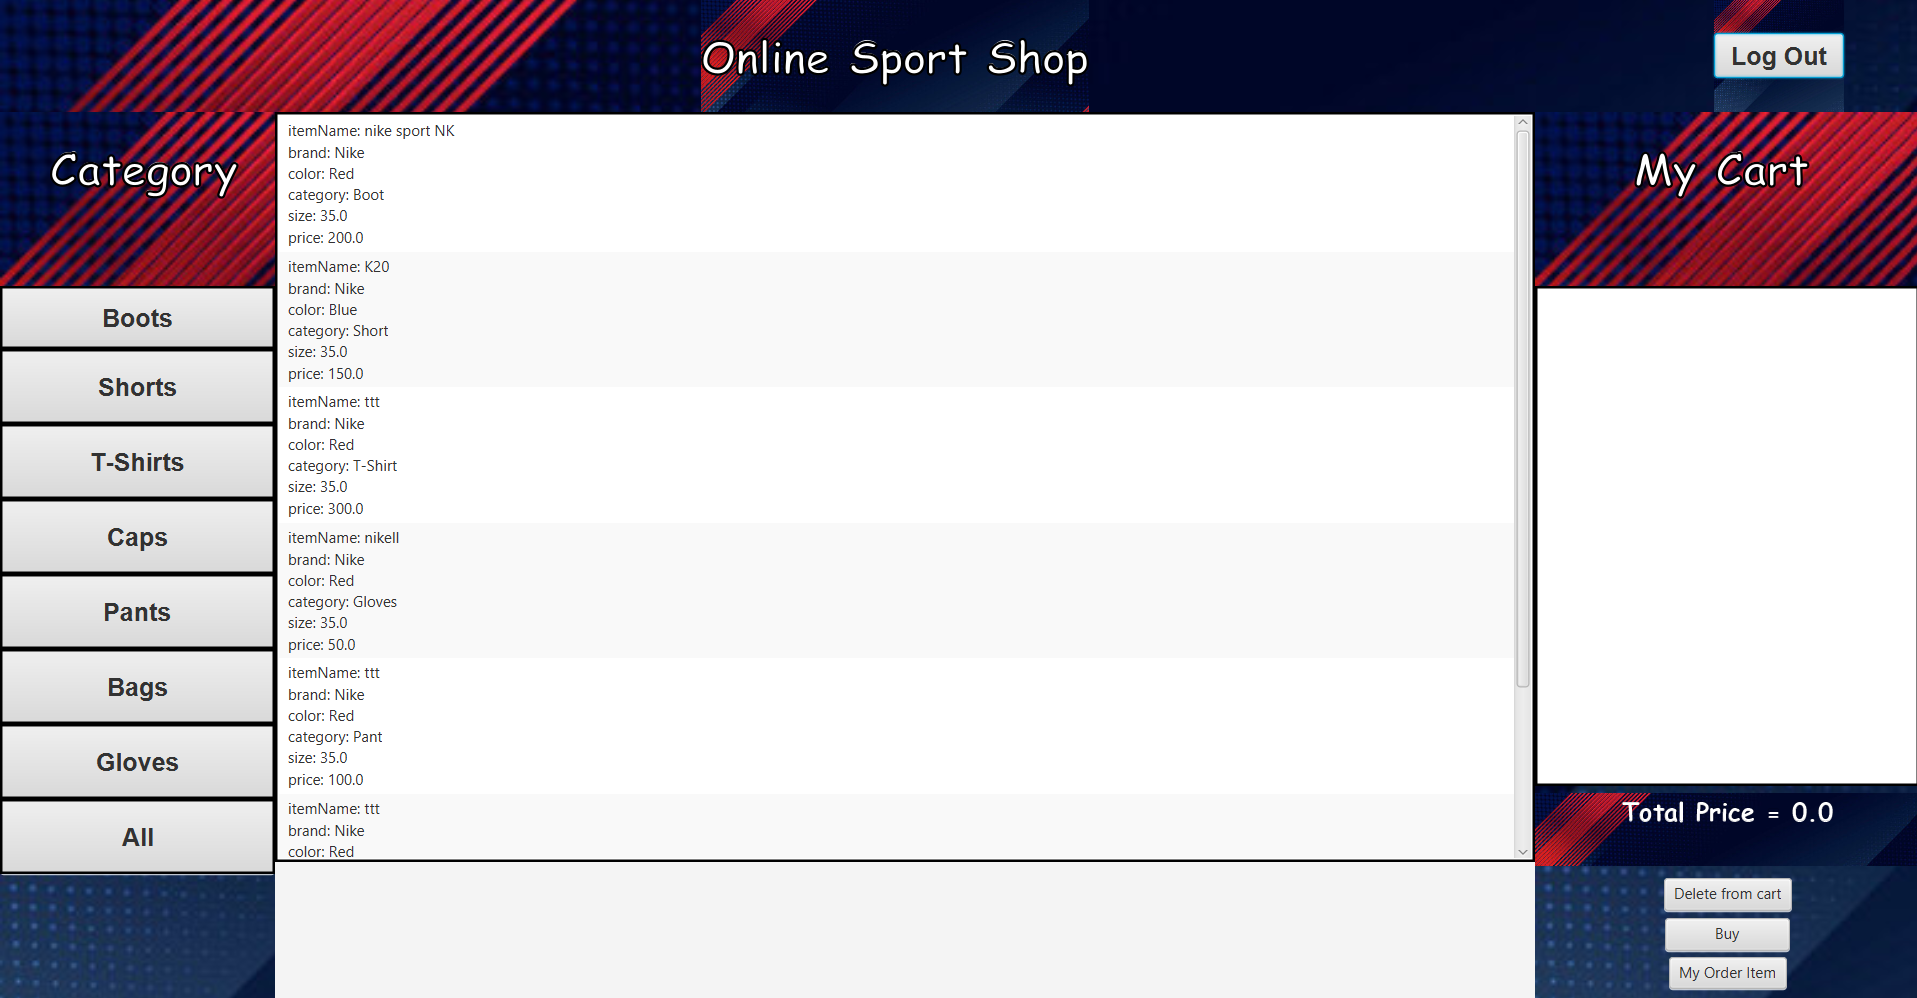 Online Sport Shop
Log Out
Category
Boots
Shorts
T-Shirts
Caps
Pants
Bags
Gloves
All
itemName: nike sport NK
brand: Nike
color: Red
category: Boot
size: 35.0
price: 200.0
itemName: K20
brand: Nike
color: Blue
category: Short
size: 35.0
price: 150.0
itemName: ttt
brand: Nike
color: Red
category: T-Shirt
size: 35.0
price: 300.0
itemName: nikell
brand: Nike
color: Red
category: Gloves
size: 35.0
price: 50.0
itemName: ttt
brand: Nike
color: Red
category: Pant
size: 35.0
price: 100.0
itemName: ttt
brand: Nike
color: Red
My Cart
Total Price = 0.0
Delete from cart
Buy
My Order Item